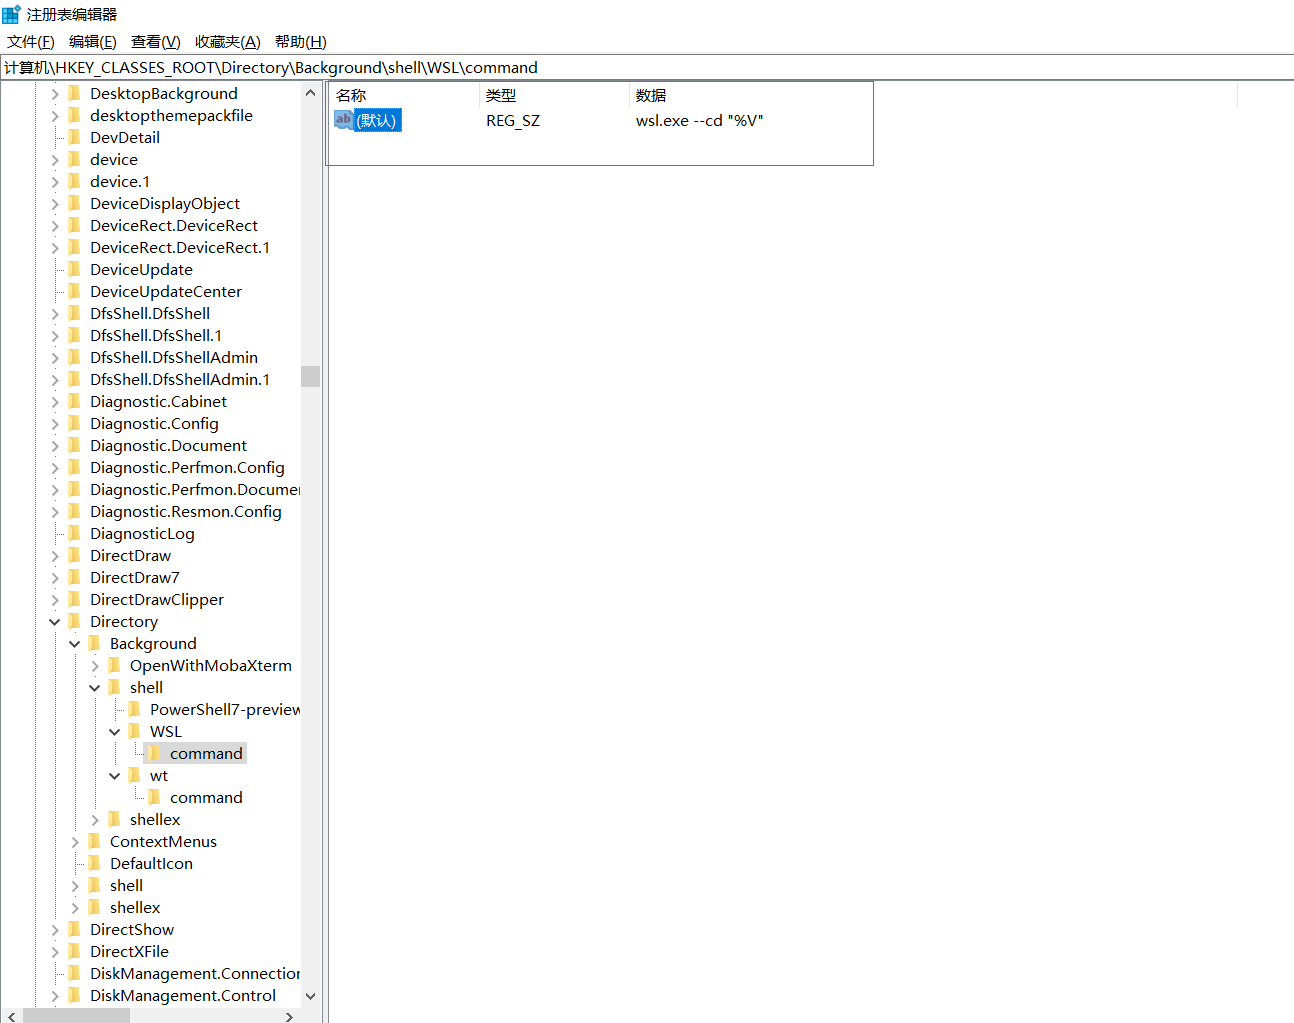 注册表编辑器
文件(F) 编辑(E) 查看(V) 收藏夹(A) 帮助(H)
计算机\HKEY_CLASSES_ROOT\Directory\Background\shell\WSL\command
名称 类型 数据
ab (默认) REG_SZ wsl.exe --cd "%V"
DesktopBackground
desktopthemepackfile
DevDetail
device
device.1
DeviceDisplayObject
DeviceRect.DeviceRect
DeviceRect.DeviceRect.1
DeviceUpdate
DeviceUpdateCenter
DfsShell.DfsShell
DfsShell.DfsShell.1
DfsShell.DfsShellAdmin
DfsShell.DfsShellAdmin.1
Diagnostic.Cabinet
Diagnostic.Config
Diagnostic.Document
Diagnostic.Perfmon.Config
Diagnostic.Perfmon.Documen
Diagnostic.Resmon.Config
DiagnosticLog
DirectDraw
DirectDraw7
DirectDrawClipper
Directory
Background
OpenWithMobaXterm
shell
PowerShell7-preview
WSL
command
wt
command
shellex
ContextMenus
DefaultIcon
shell
shellex
DirectShow
DirectXFile
DiskManagement.Connection
DiskManagement.Control